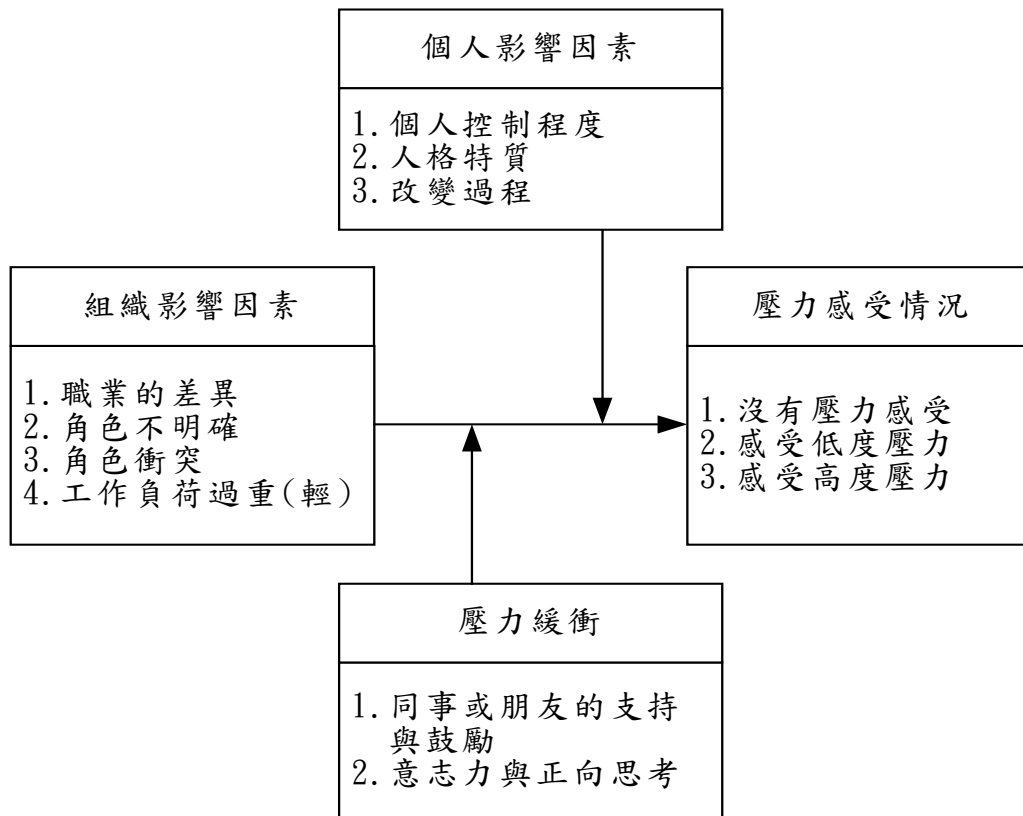 個人影響因素
1.個人控制程度
2.人格特質
3.改變過程
組織影響因素
1.職業的差異
2.角色不明確
3.角色衝突
4.工作負荷過重(輕)
壓力感受情況
1.沒有壓力感受
2.感受低度壓力
3.感受高度壓力
壓力緩衝
1.同事或朋友的支持
與鼓勵
2.意志力與正向思考